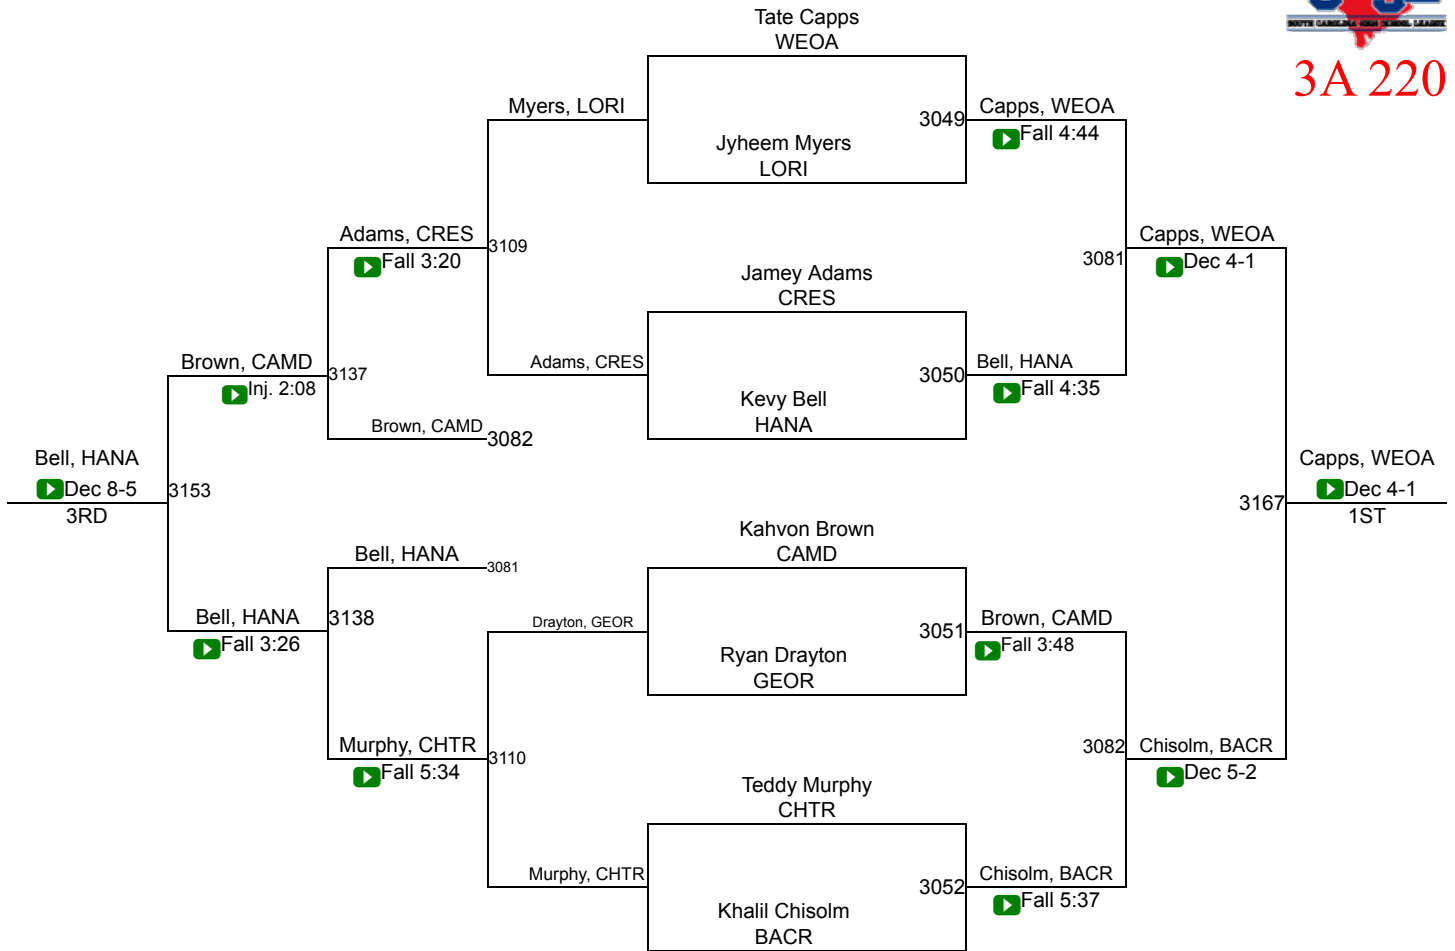 SOUTH CAROLINA HIGH SCHOOL LEAGUE
3A 220
Tate Capps
WEOA
Myers, LORI
3049
Capps, WEOA
Fall 4:44
Jyheem Myers
LORI
Adams, CRES
3109
Fall 3:20
Capps, WEOA
3081
Dec 4-1
Jamey Adams
CRES
Brown, CAMD
3137
Inj. 2:08
Adams, CRES
3050
Bell, HANA
Fall 4:35
Kevy Bell
HANA
Brown, CAMD
3082
Bell, HANA
Dec 8-5
3153
3RD
Capps, WEOA
Dec 4-1
3167
1ST
Kahvon Brown
CAMD
Bell, HANA
3081
Bell, HANA
3138
Fall 3:26
Drayton, GEOR
3051
Brown, CAMD
Fall 3:48
Ryan Drayton
GEOR
Murphy, CHTR
3110
Fall 5:34
3082
Chisolm, BACR
Dec 5-2
Teddy Murphy
CHTR
Murphy, CHTR
3052
Chisolm, BACR
Fall 5:37
Khalil Chisolm
BACR